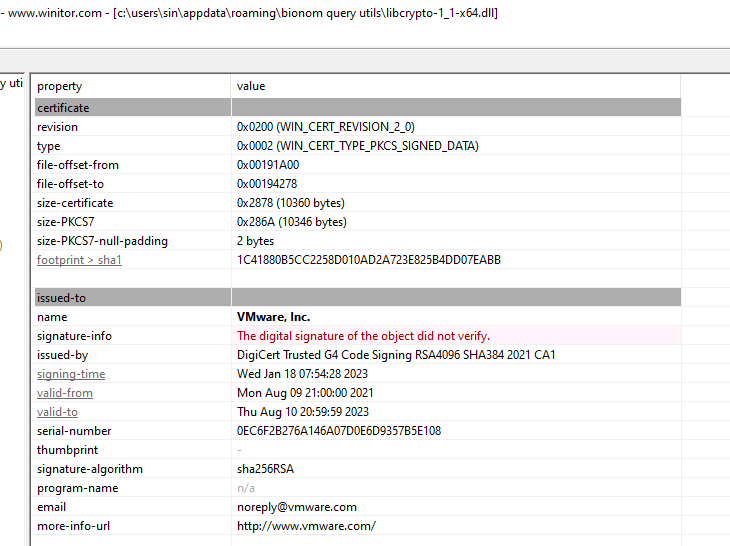 - www.winitor.com - [c:\users\sin\appdata\roaming\bionom query utils\libcrypto-1_1-x64.dll]
y uti
)
property value
certificate
revision 0x0200 (WIN_CERT_REVISION_2_0)
type 0x0002 (WIN_CERT_TYPE_PKCS_SIGNED_DATA)
file-offset-from 0x00191A00
file-offset-to 0x00194278
size-certificate 0x2878 (10360 bytes)
size-PKCS7 0x286A (10346 bytes)
size-PKCS7-null-padding 2 bytes
footprint > sha1 1C41880B5CC2258D010AD2A723E825B4DD07EABB
issued-to
name VMware, Inc.
signature-info The digital signature of the object did not verify.
issued-by DigiCert Trusted G4 Code Signing RSA4096 SHA384 2021 CA1
signing-time Wed Jan 18 07:54:28 2023
valid-from Mon Aug 09 21:00:00 2021
valid-to Thu Aug 10 20:59:59 2023
serial-number 0EC6F2B276A146A07D0E6D9357B5E108
thumbprint -
signature-algorithm sha256RSA
program-name n/a
email noreply@vmware.com
more-info-url http://www.vmware.com/